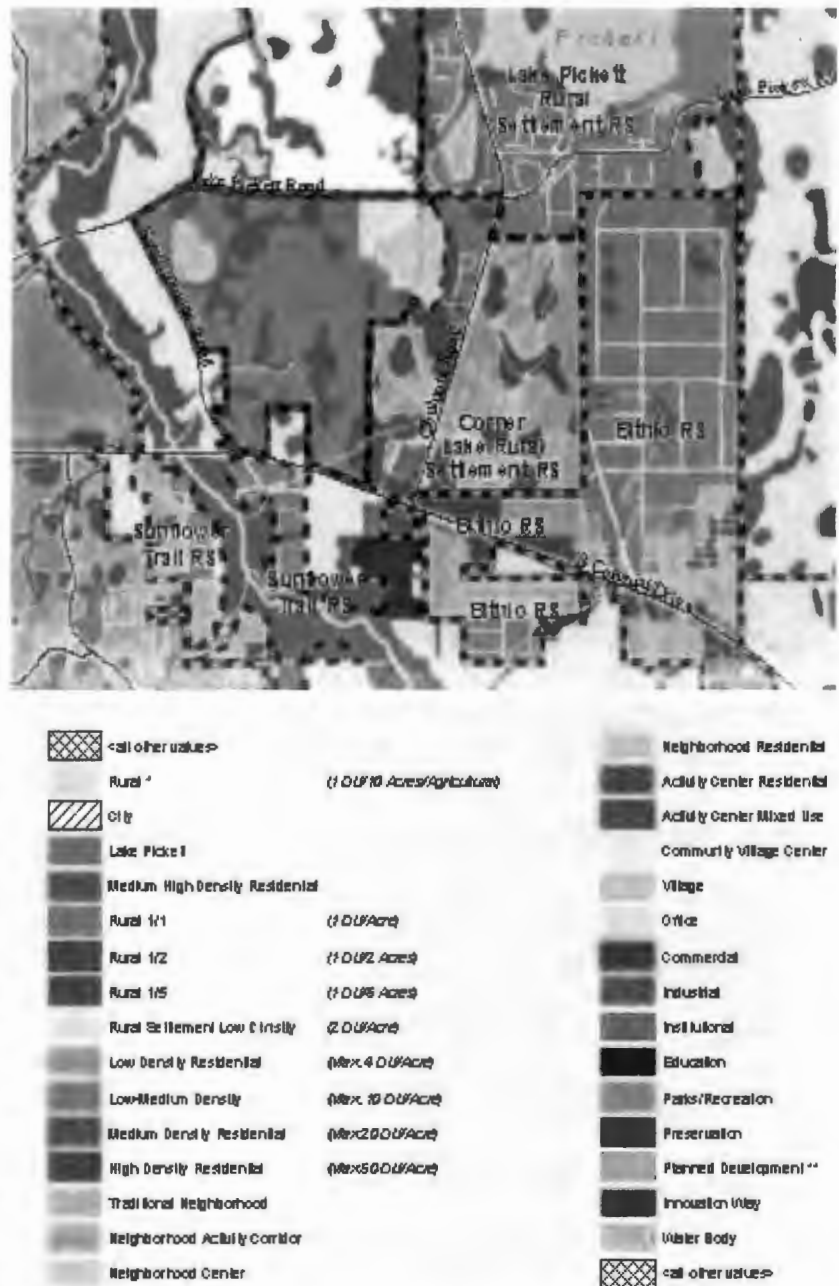 Pickett
Lake Pickett
Rural
Settlement RS
Lake Pickett Road
Corner
Lake Rural
Settlement RS
Bithlo RS
Sunflower
Trail RS
Sunflower
Trail RS
Bithlo RS
Bithlo RS
<all other values>
Rural * (1 DU/10 Acres/Agricultural)
City
Lake Pickett
Medium High Density Residential
Rural 1/1 (1 DU/Acre)
Rural 1/2 (1 DU/2 Acres)
Rural 1/5 (1 DU/5 Acres)
Rural Settlement Low Density (2 DU/Acre)
Low Density Residential (Max. 4 DU/Acre)
Low-Medium Density (Max. 10 DU/Acre)
Medium Density Residential (Max 20 DU/Acre)
High Density Residential (Max 50 DU/Acre)
Traditional Neighborhood
Neighborhood Activity Corridor
Neighborhood Center
Neighborhood Residential
Activity Center Residential
Activity Center Mixed Use
Community Village Center
Village
Office
Commercial
Industrial
Institutional
Education
Parks/Recreation
Preservation
Planned Development **
Innovation Way
Water Body
<all other values>